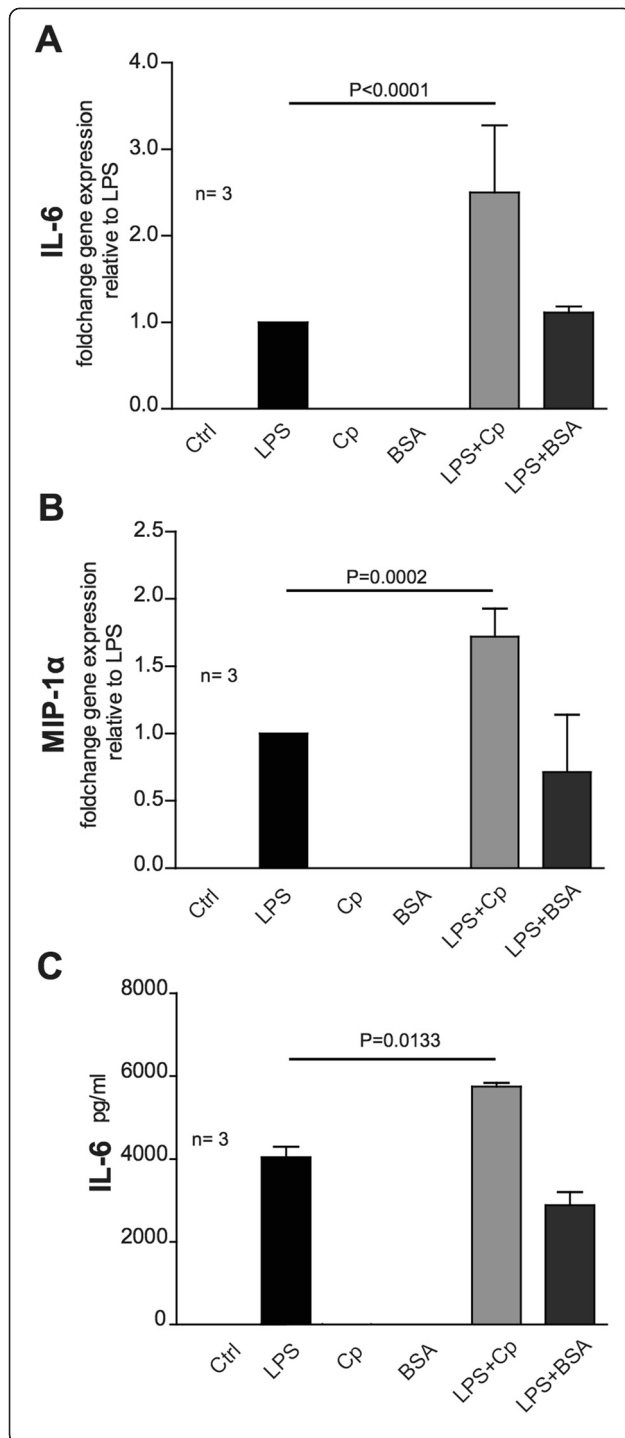 A
IL-6
foldchange gene expression
relative to LPS
4.0
3.0
2.0
1.0
0.0
P<0.0001
n= 3
Ctrl
LPS
Cp
BSA
LPS+Cp
LPS+BSA
B
MIP-1α
foldchange gene expression
relative to LPS
2.5
2.0
1.5
1.0
0.5
0.0
P=0.0002
n= 3
Ctrl
LPS
Cp
BSA
LPS+Cp
LPS+BSA
C
IL-6 pg/ml
8000
6000
4000
2000
0
P=0.0133
n= 3
Ctrl
LPS
Cp
BSA
LPS+Cp
LPS+BSA